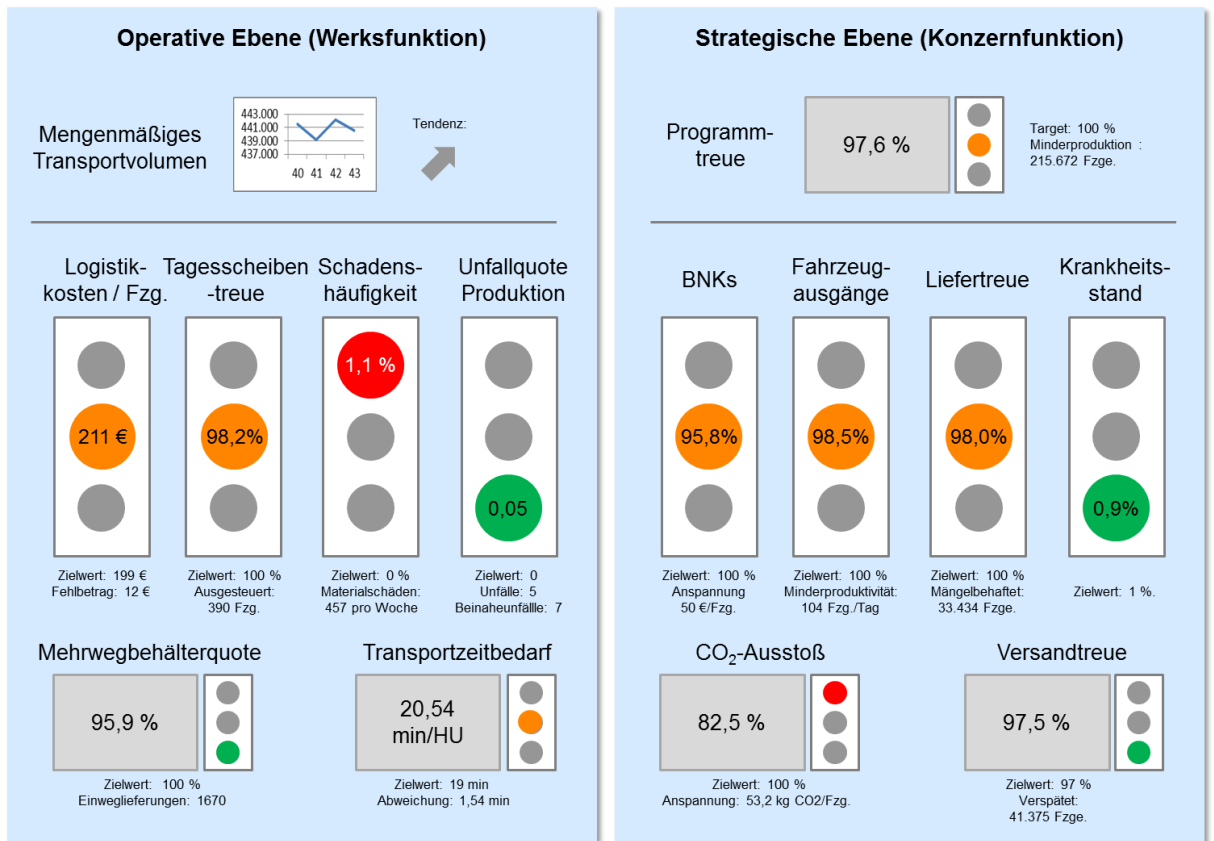 Operative Ebene (Werksfunktion)
Mengenmäßiges
Transportvolumen
443.000
441.000
439.000
437.000
40 41 42 43
Tendenz:
Logistik-
kosten / Fzg.
Tagesscheiben
-treue
Schadens-
häufigkeit
Unfallquote
Produktion
211 €
98,2%
1,1 %
0,05
Zielwert: 199 €
Fehlbetrag: 12 €
Zielwert: 100 %
Ausgesteuert:
390 Fzg.
Zielwert: 0 %
Materialschäden:
457 pro Woche
Zielwert: 0
Unfälle: 5
Beinaheunfällle: 7
Mehrwegbehälterquote
95,9 %
Zielwert: 100 %
Einweglieferungen: 1670
Transportzeitbedarf
20,54
min/HU
Zielwert: 19 min
Abweichung: 1,54 min
Strategische Ebene (Konzernfunktion)
Programm-
treue
97,6 %
Target: 100 %
Minderproduktion :
215.672 Fzge.
BNKs
Fahrzeug-
ausgänge
Liefertreue
Krankheits-
stand
95,8%
98,5%
98,0%
0,9%
Zielwert: 100 %
Anspannung
50 €/Fzg.
Zielwert: 100 %
Minderproduktivität:
104 Fzg./Tag
Zielwert: 100 %
Mängelbehaftet:
33.434 Fzge.
Zielwert: 1 %.
CO₂-Ausstoß
82,5 %
Zielwert: 100 %
Anspannung: 53,2 kg CO2/Fzg.
Versandtreue
97,5 %
Zielwert: 97 %
Verspätet:
41.375 Fzge.